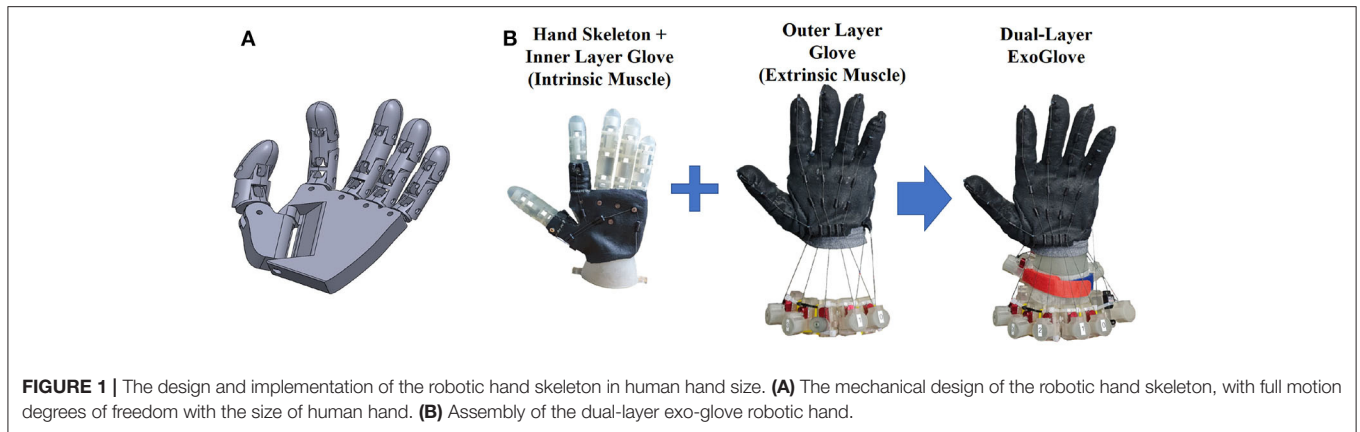 A
B
Hand Skeleton +
Inner Layer Glove
(Intrinsic Muscle)
Outer Layer
Glove
(Extrinsic Muscle)
Dual-Layer
ExoGlove
FIGURE 1 | The design and implementation of the robotic hand skeleton in human hand size. (A) The mechanical design of the robotic hand skeleton, with full motion
degrees of freedom with the size of human hand. (B) Assembly of the dual-layer exo-glove robotic hand.